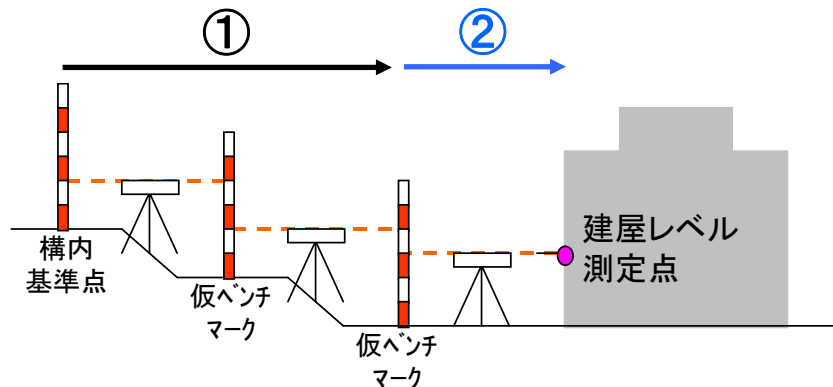 ①
②
構内
基準点
仮ﾍﾞﾝﾁ
ﾏｰｸ
仮ﾍﾞﾝﾁ
ﾏｰｸ
建屋レベル
測定点